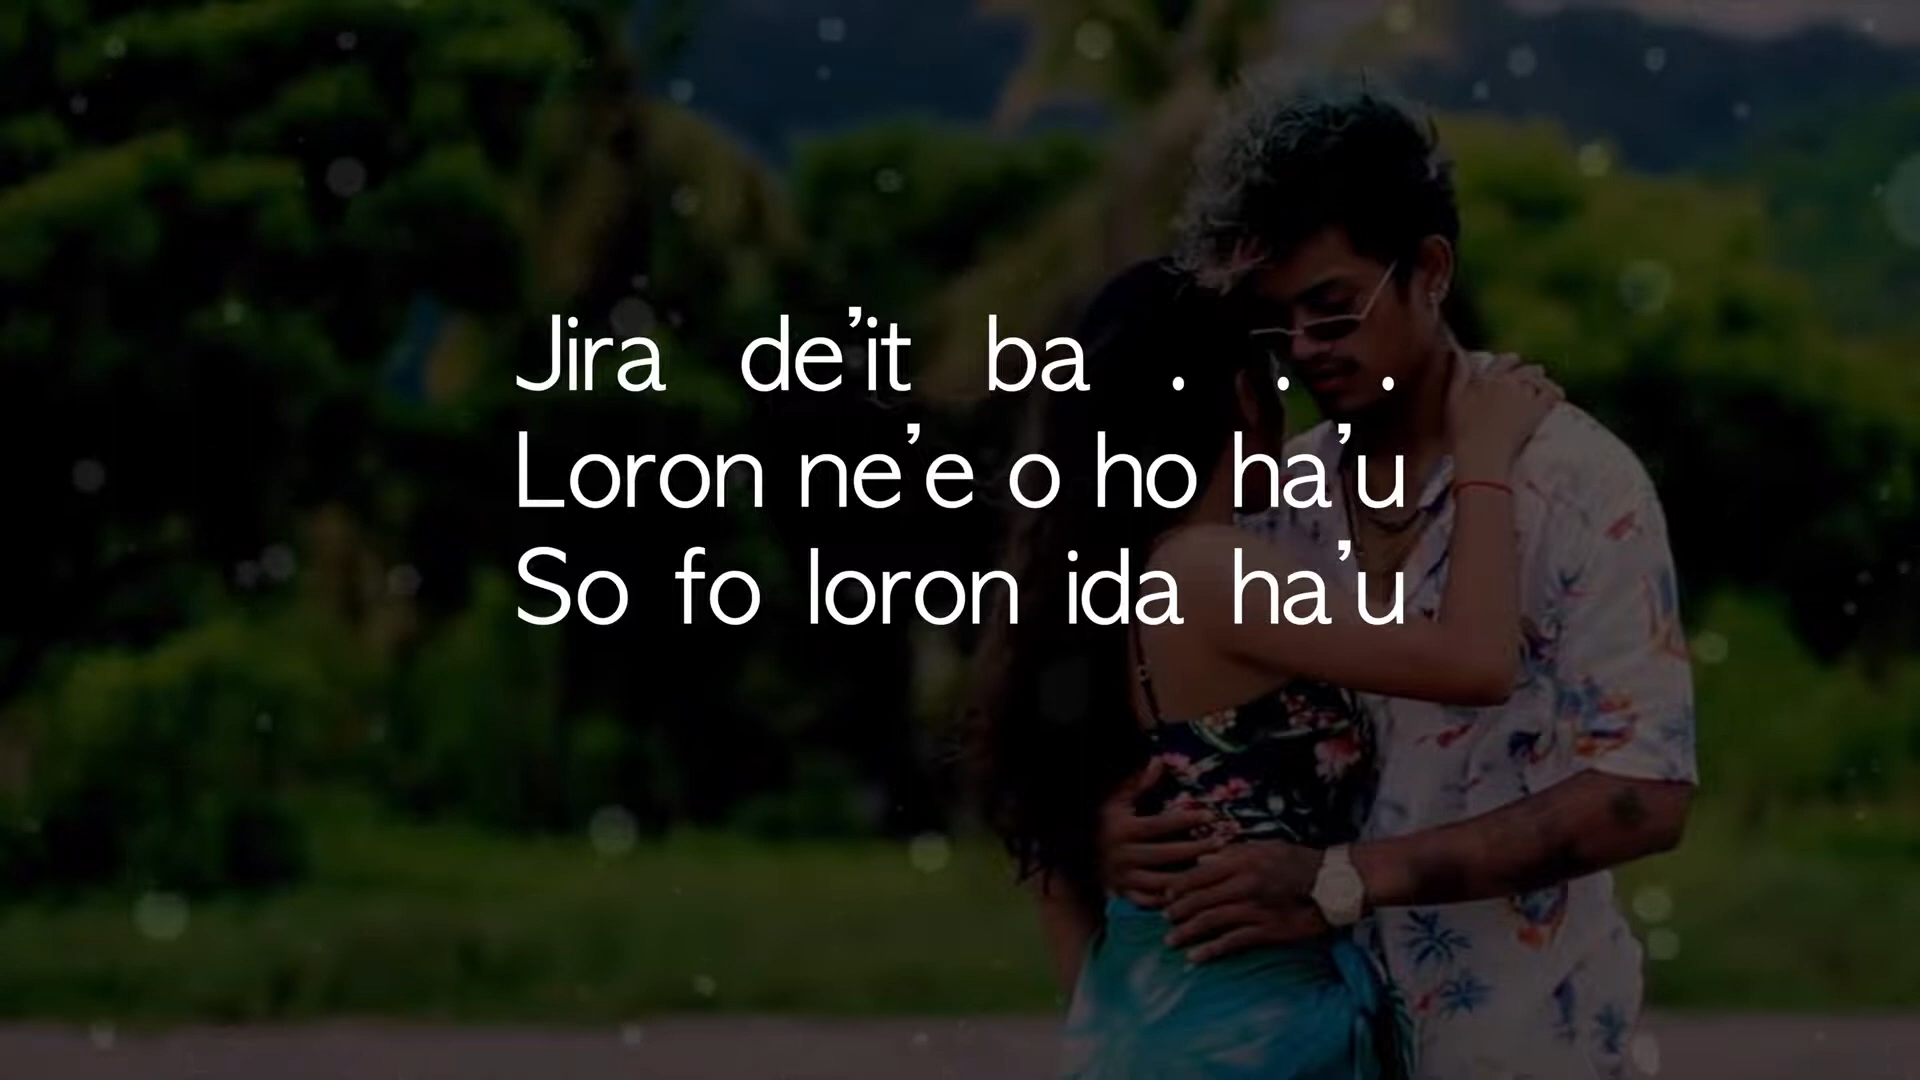 Jira de’it ba . . .
Loron ne’e o ho ha’u
So fo loron ida ha’u